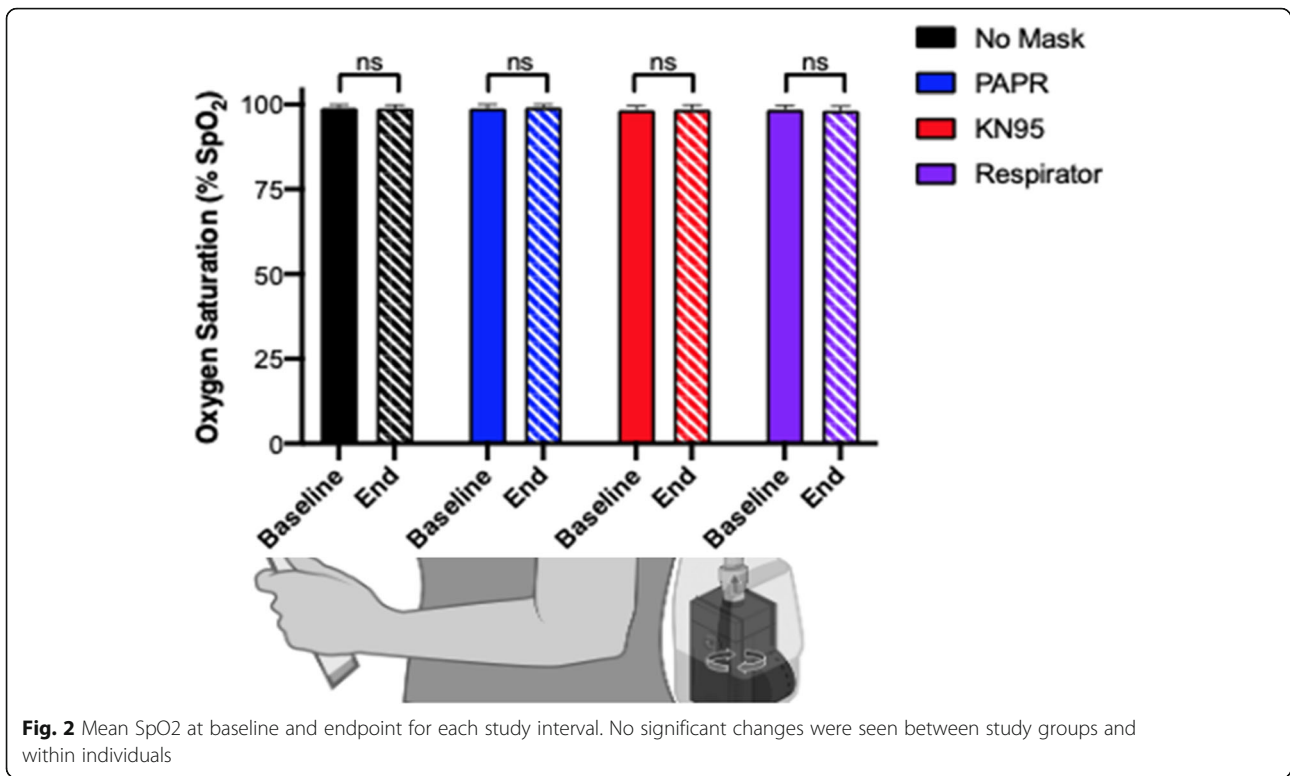 ns ns ns ns
No Mask
PAPR
KN95
Respirator
Oxygen Saturation (% SpO2)
100
75
50
25
0
Baseline End Baseline End Baseline End Baseline End
Fig. 2 Mean SpO2 at baseline and endpoint for each study interval. No significant changes were seen between study groups and
within individuals